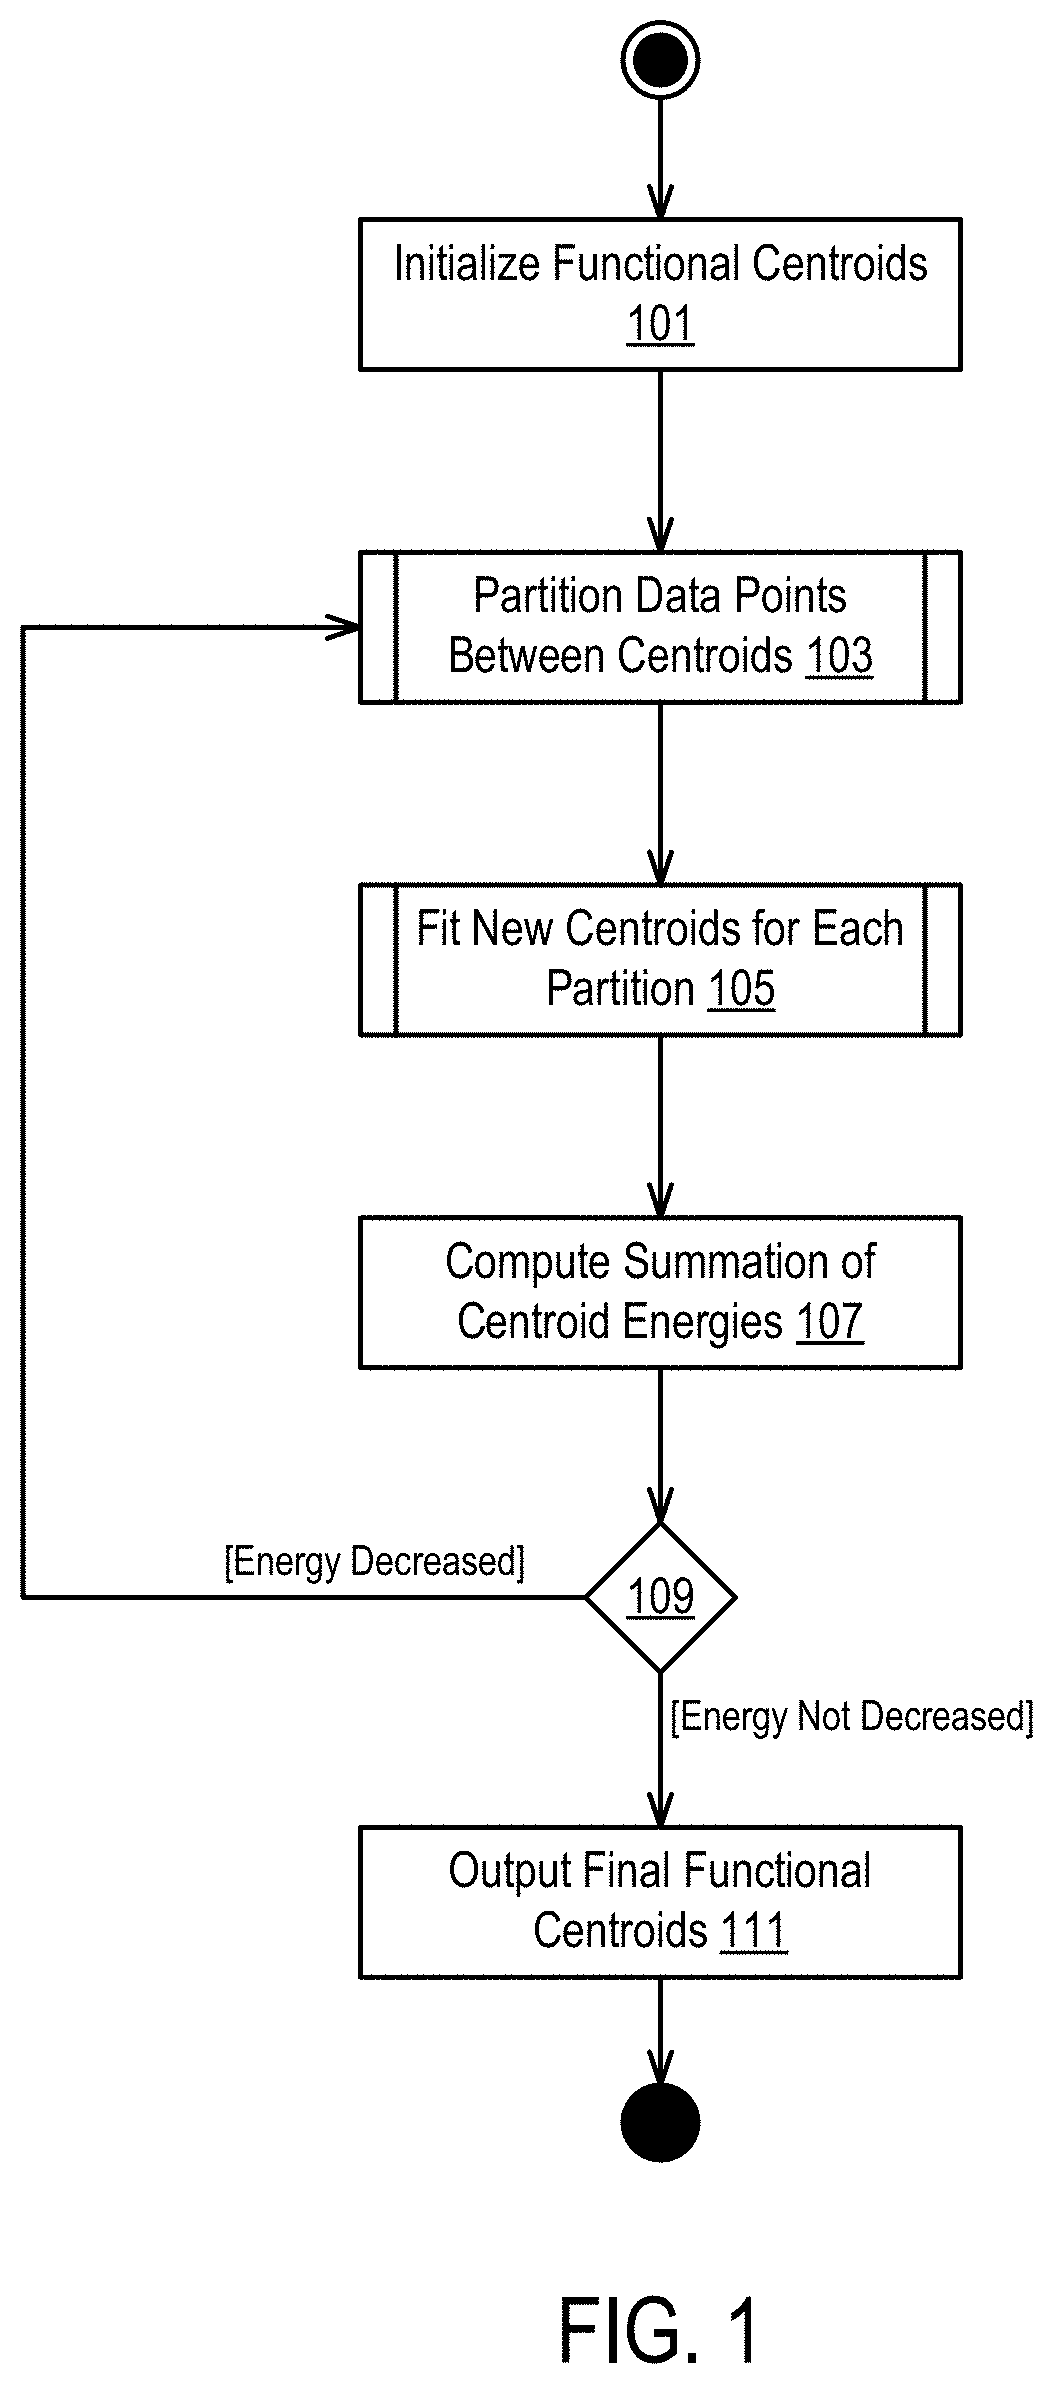 Initialize Functional Centroids
101
Partition Data Points
Between Centroids 103
Fit New Centroids for Each
Partition 105
Compute Summation of
Centroid Energies 107
[Energy Decreased]
109
[Energy Not Decreased]
Output Final Functional
Centroids 111
FIG. 1